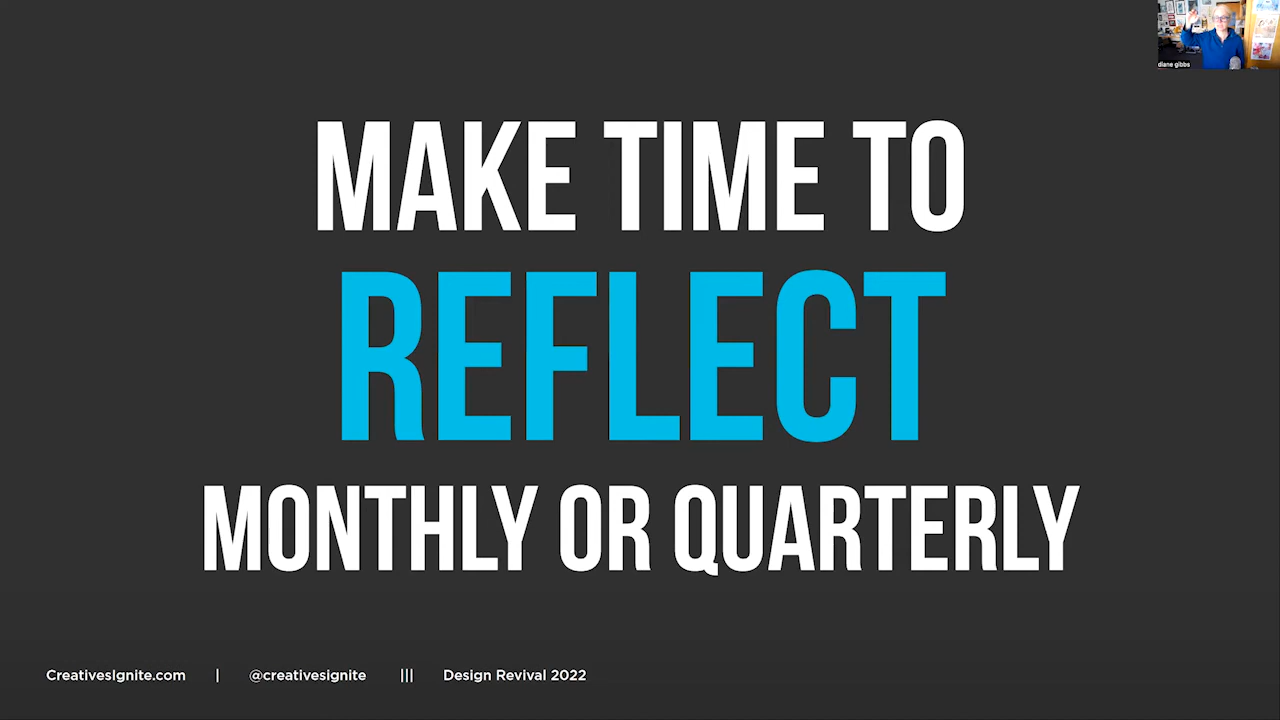 diane gibbs
MAKE TIME TO
REFLECT
MONTHLY OR QUARTERLY
CreativesIgnite.com | @creativesignite ||| Design Revival 2022